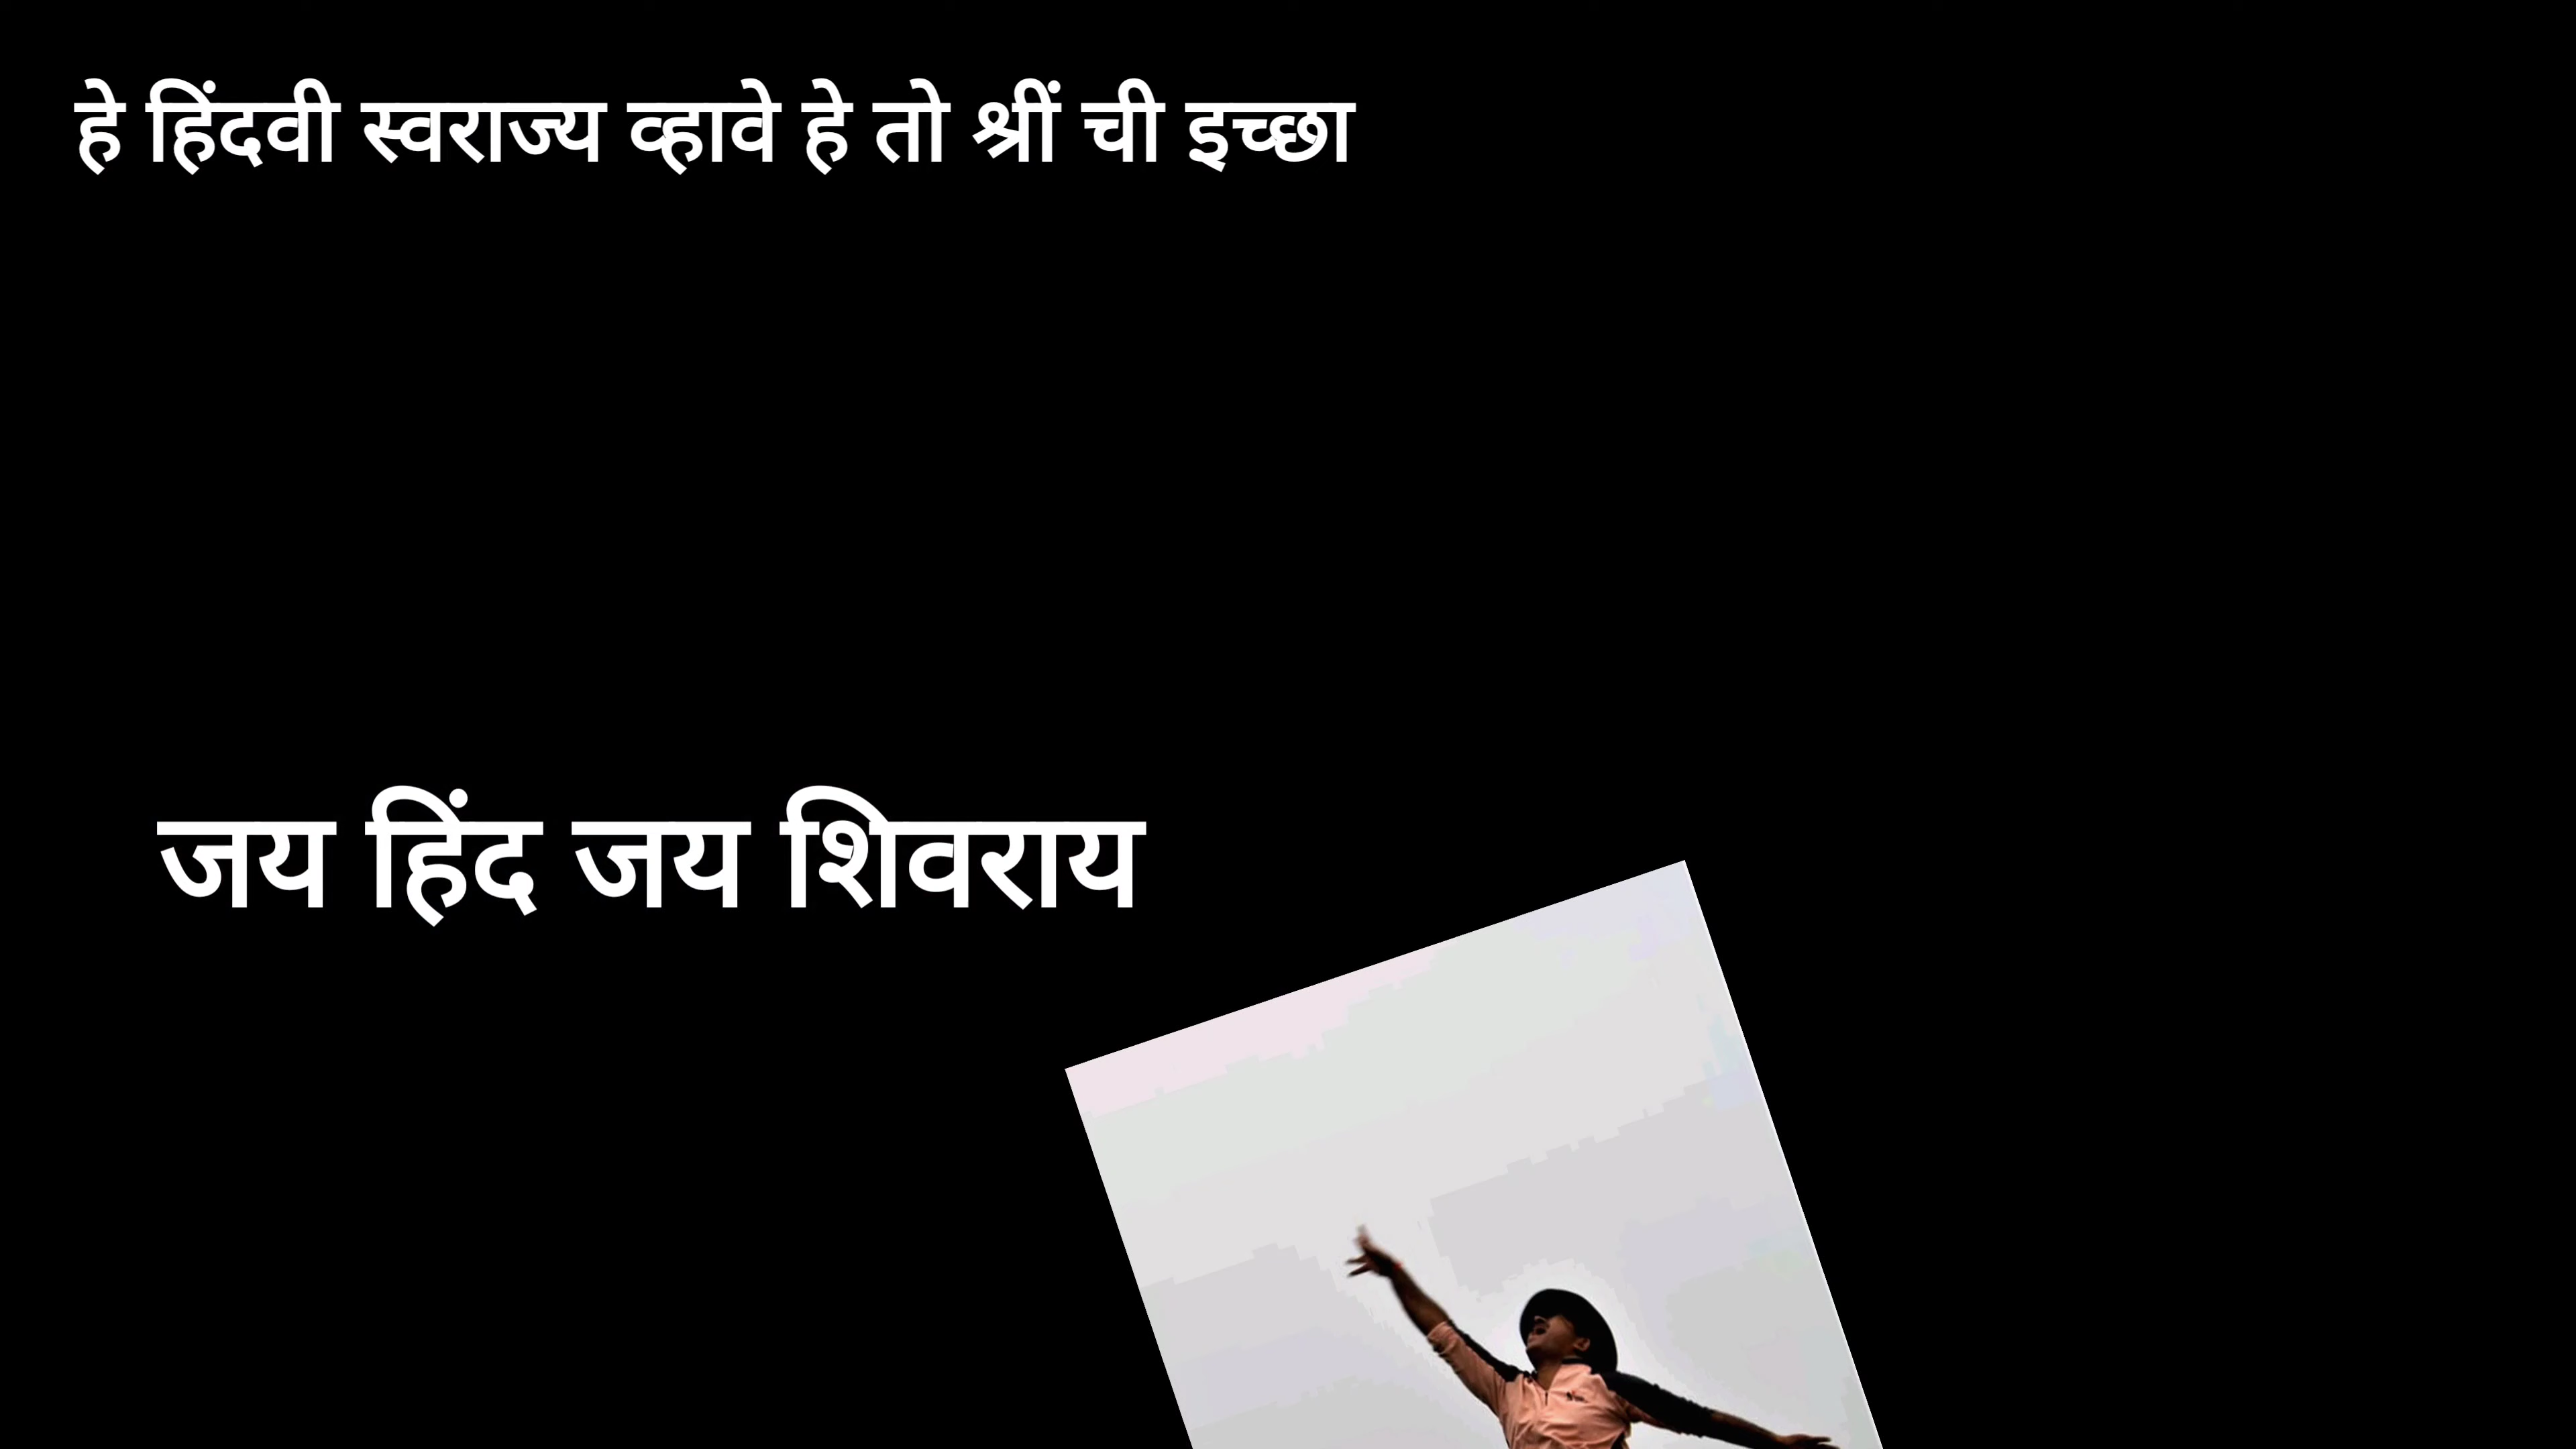 हे हिंदवी स्वराज्य व्हावे हे तो श्रीं ची इच्छा
जय हिंद जय शिवराय